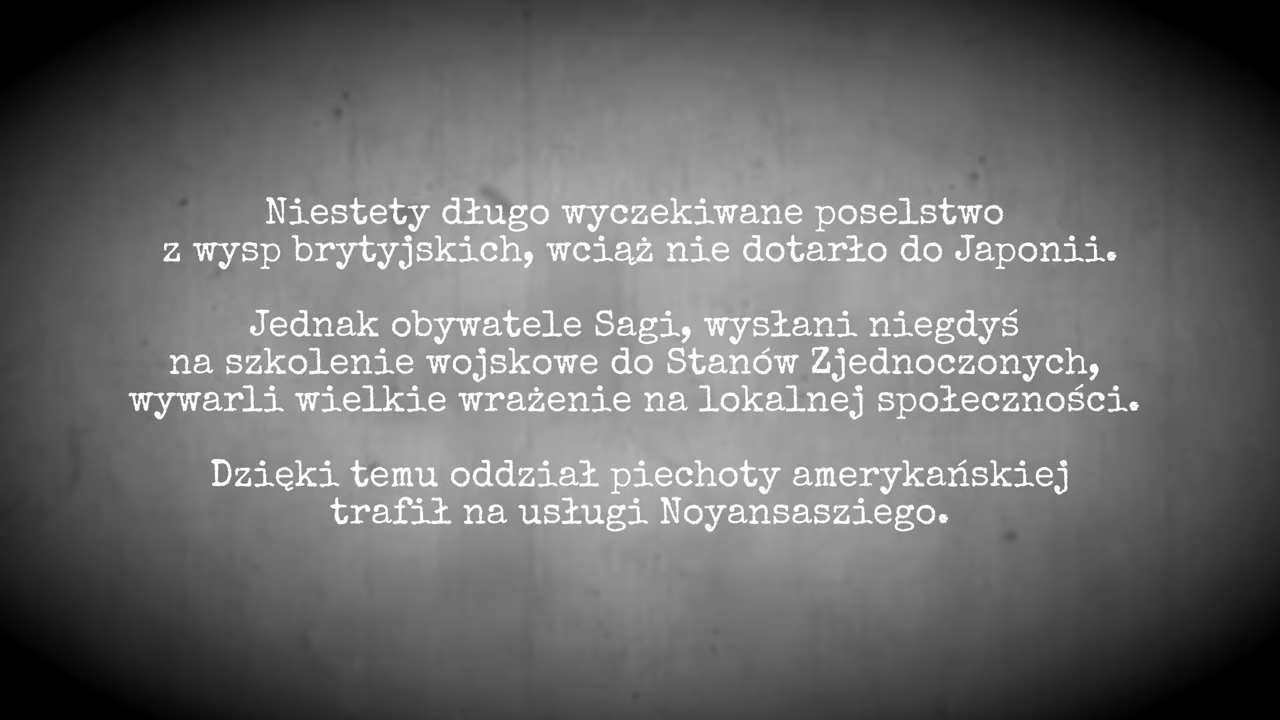 Niestety długo wyczekiwane poselstwo
z wysp brytyjskich, wciąż nie dotarło do Japonii.
Jednak obywatele Sagi, wysłani niegdyś
na szkolenie wojskowe do Stanów Zjednoczonych,
wywarli wielkie wrażenie na lokalnej społeczności.
Dzięki temu oddział piechoty amerykańskiej
trafił na usługi Noyansasziego.